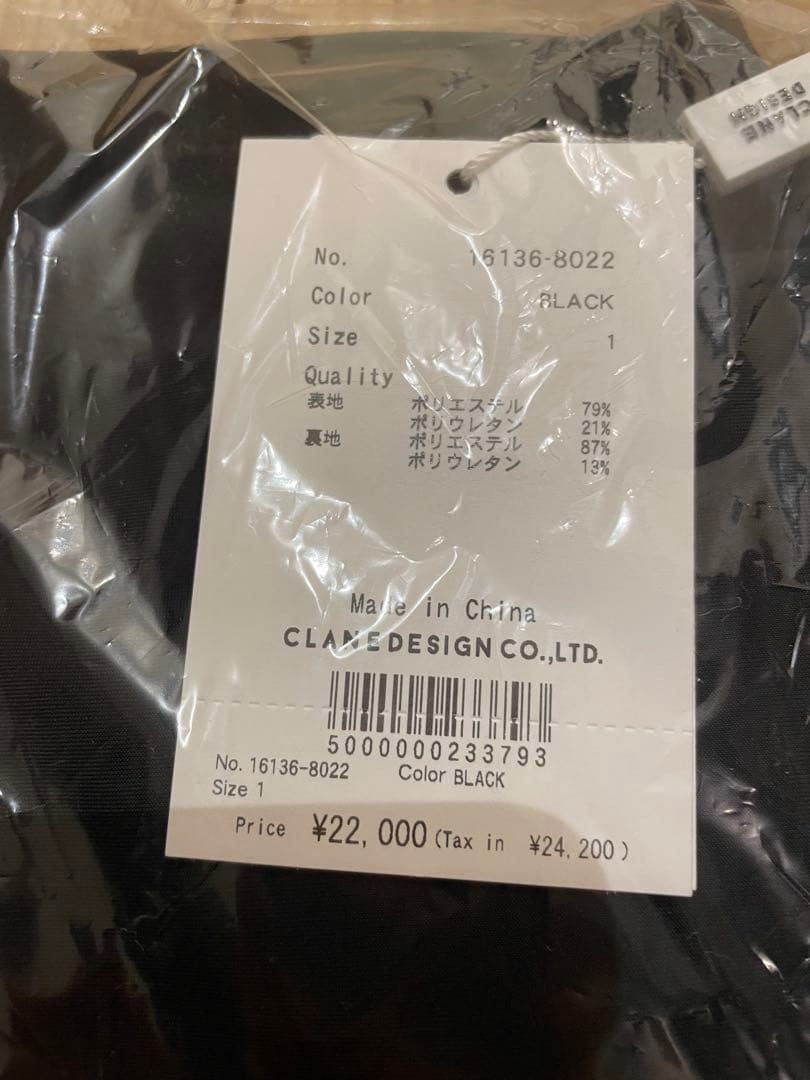 CLANE
DESIGN
No. 16136-8022
Color BLACK
Size 1
Quality
表地 ポリエステル 79%
ポリウレタン 21%
裏地 ポリエステル 87%
ポリウレタン 13%
Made in China
CLANEDESIGN CO.,LTD.
5000000233793
No. 16136-8022 Color BLACK
Size 1
Price ¥22,000 (Tax in ¥24,200)